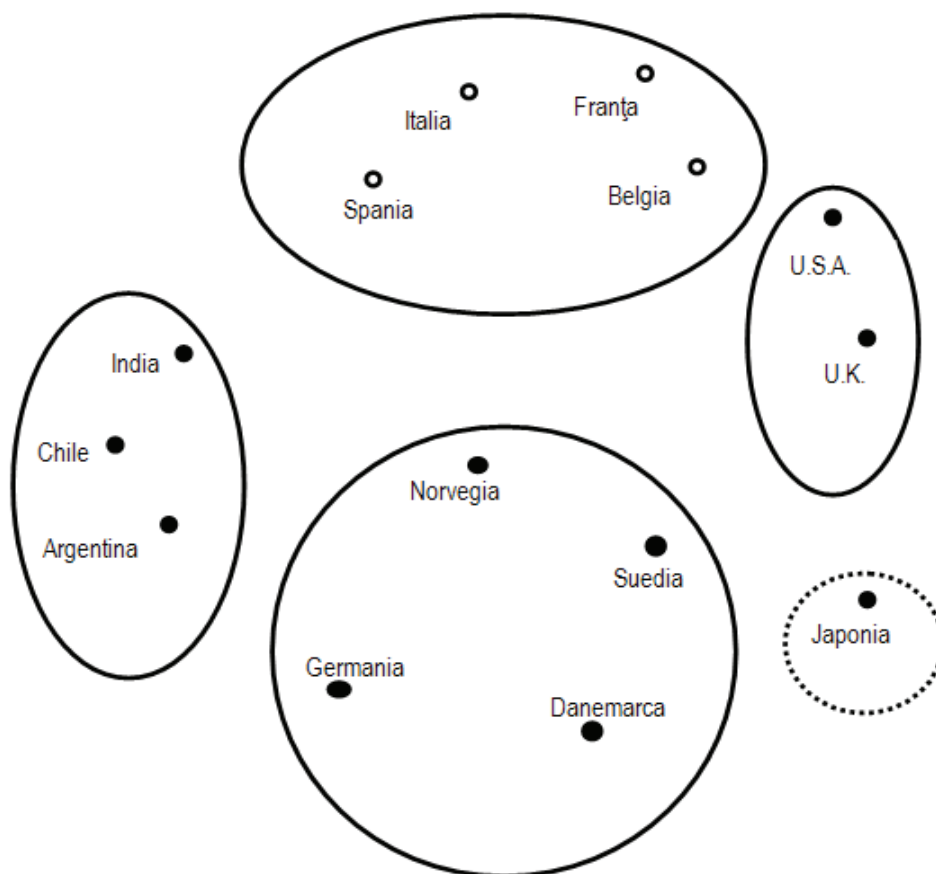 Italia
Franţa
Spania
Belgia
U.S.A.
India
U.K.
Chile
Norvegia
Argentina
Suedia
Japonia
Germania
Danemarca